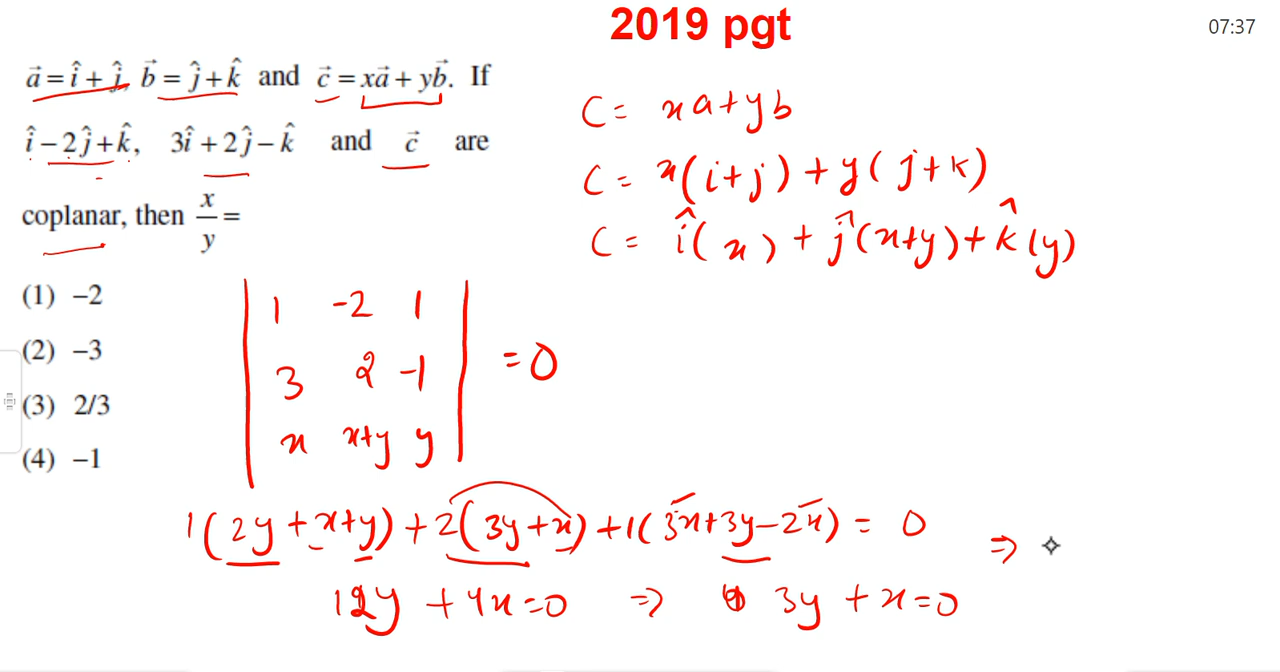 2019 pgt
07:37
a⃗ = î + ĵ, b⃗ = ĵ + k̂ and c⃗ = xa⃗ + yb⃗. If
î − 2ĵ + k̂, 3î + 2ĵ − k̂ and c⃗ are
coplanar, then x/y =
(1) −2
(2) −3
(3) 2/3
(4) −1
C = xa + yb
C = x(i + j) + y(j + k)
C = î(x) + ĵ(x+y) + k̂(y)
| 1 -2 1 |
| 3 2 -1 | = 0
| x x+y y |
1(2y + x+y) + 2(3y + x) + 1(3x + 3y − 2x) = 0 ⇒
12y + 4x = 0 ⇒ 3y + x = 0